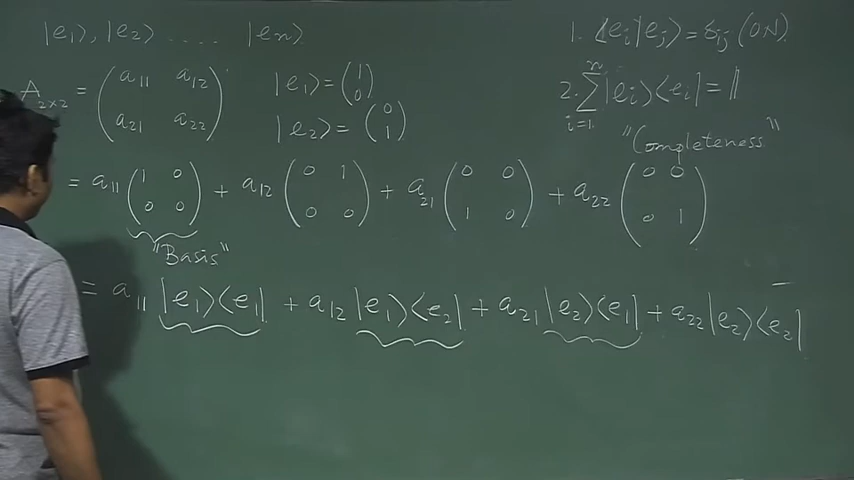 |e₁⟩, |e₂⟩ ..... |eₙ⟩
1. ⟨eᵢ|eⱼ⟩ = δᵢⱼ (ON)
A₂ₓ₂ = ( a₁₁ a₁₂
a₂₁ a₂₂ )
|e₁⟩ = ( 1
0 )
|e₂⟩ = ( 0
1 )
2. ∑ᵢ₌₁ⁿ |eᵢ⟩⟨eᵢ| = 𝟙
"Completeness"
= a₁₁ ( 1 0 ; 0 0 ) + a₁₂ ( 0 1 ; 0 0 ) + a₂₁ ( 0 0 ; 1 0 ) + a₂₂ ( 0 0 ; 0 1 )
"Basis"
= a₁₁ |e₁⟩⟨e₁| + a₁₂ |e₁⟩⟨e₂| + a₂₁ |e₂⟩⟨e₁| + a₂₂ |e₂⟩⟨e₂|